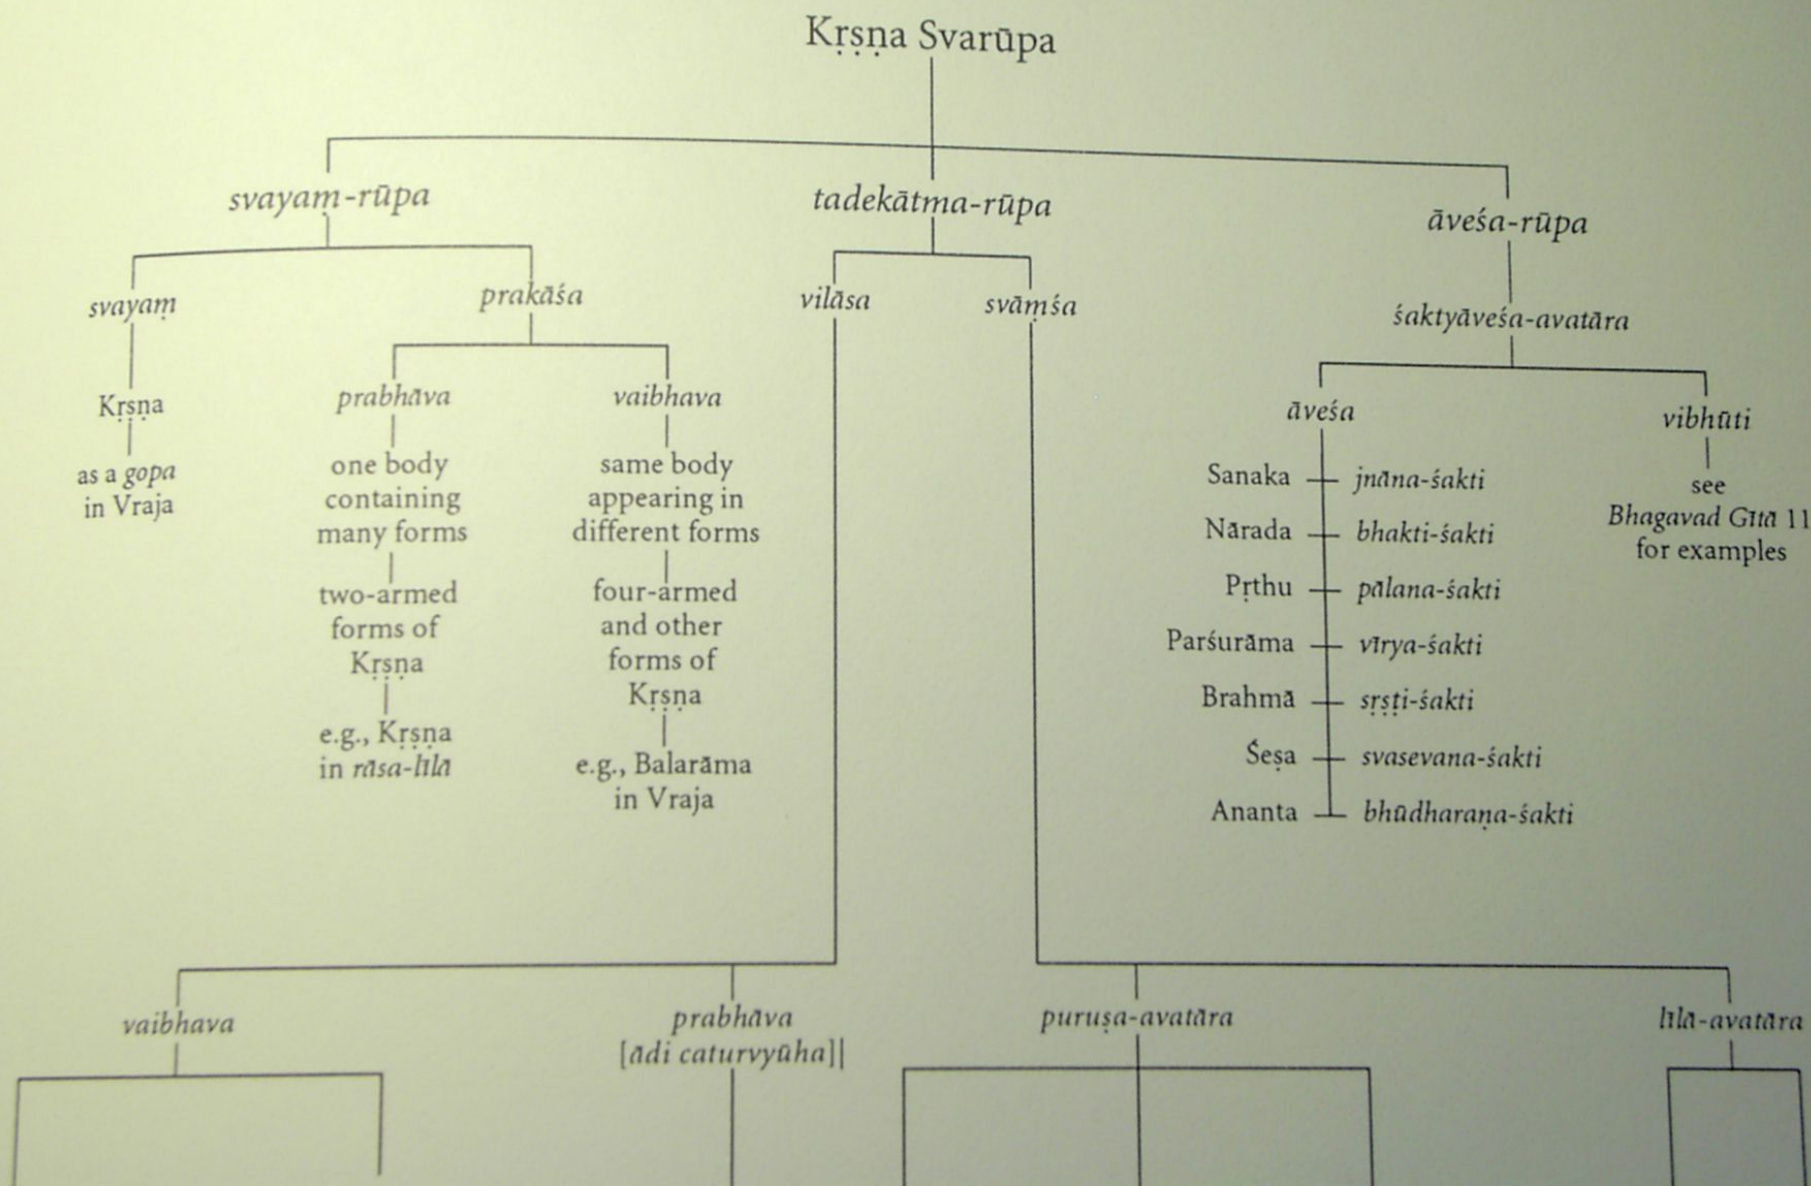 Kṛṣṇa Svarūpa
svayaṃ-rūpa
tadekātma-rūpa
āveśa-rūpa
svayaṃ
prakāśa
vilāsa
svāṃśa
śaktyāveśa-avatāra
Kṛṣṇa
as a gopa
in Vraja
prabhāva
one body
containing
many forms
two-armed
forms of
Kṛṣṇa
e.g., Kṛṣṇa
in rāsa-līlā
vaibhava
same body
appearing in
different forms
four-armed
and other
forms of
Kṛṣṇa
e.g., Balarāma
in Vraja
āveśa
Sanaka jnāna-śakti
Nārada bhakti-śakti
Pṛthu pālana-śakti
Parśurāma vīrya-śakti
Brahmā sṛṣṭi-śakti
Śeṣa svasevana-śakti
Ananta bhūdharaṇa-śakti
vibhūti
see
Bhagavad Gītā 11
for examples
vaibhava
prabhāva
[ādi caturvyūha]|
puruṣa-avatāra
līlā-avatāra